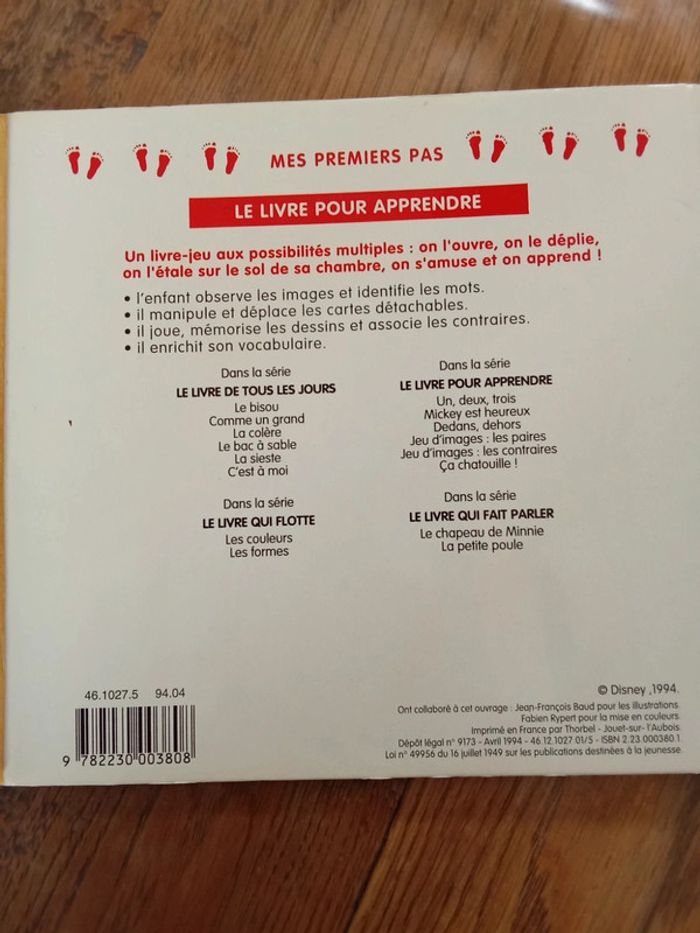 MES PREMIERS PAS
LE LIVRE POUR APPRENDRE
Un livre-jeu aux possibilités multiples : on l'ouvre, on le déplie,
on l'étale sur le sol de sa chambre, on s'amuse et on apprend !
• l'enfant observe les images et identifie les mots.
• il manipule et déplace les cartes détachables.
• il joue, mémorise les dessins et associe les contraires.
• il enrichit son vocabulaire.
Dans la série
LE LIVRE DE TOUS LES JOURS
Le bisou
Comme un grand
La colère
Le bac à sable
La sieste
C'est à moi
Dans la série
LE LIVRE POUR APPRENDRE
Un, deux, trois
Mickey est heureux
Dedans, dehors
Jeu d'images : les paires
Jeu d'images : les contraires
Ça chatouille !
Dans la série
LE LIVRE QUI FLOTTE
Les couleurs
Les formes
Dans la série
LE LIVRE QUI FAIT PARLER
Le chapeau de Minnie
La petite poule
46.1027.5 94.04
9 782230 003808
© Disney ,1994.
Ont collaboré à cet ouvrage : Jean-François Baud pour les illustrations.
Fabien Rypert pour la mise en couleurs.
Imprimé en France par Thorbel - Jouet-sur- l'Aubois.
Dépôt légal n° 9173 - Avril 1994 - 46.12.1027 01/5 - ISBN 2.23.000380.1.
Loi n° 49956 du 16 juillet 1949 sur les publications destinées à la jeunesse.